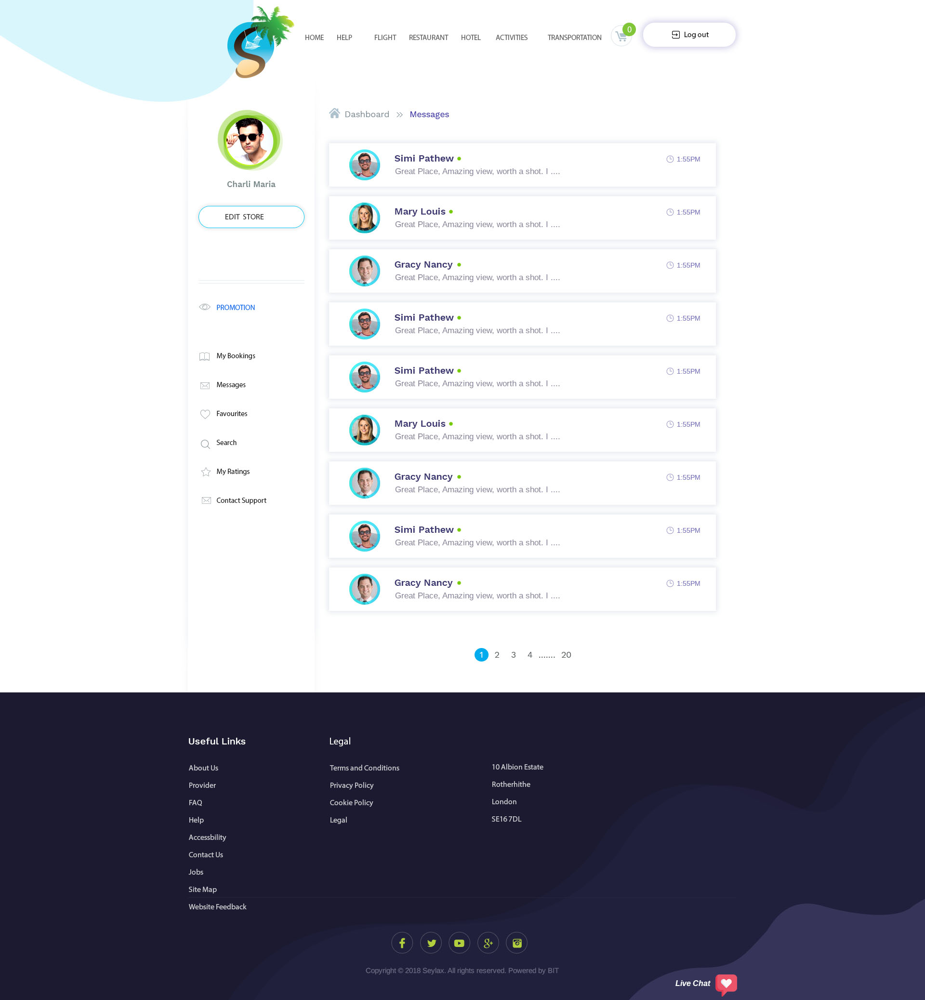 HOME HELP FLIGHT RESTAURANT HOTEL ACTIVITIES TRANSPORTATION 0 Log out
Dashboard Messages
Charli Maria
EDIT STORE
PROMOTION
My Bookings
Messages
Favourites
Search
My Ratings
Contact Support
Simi Pathew 1:55PM
Great Place, Amazing view, worth a shot. I ....
Mary Louis 1:55PM
Great Place, Amazing view, worth a shot. I ....
Gracy Nancy 1:55PM
Great Place, Amazing view, worth a shot. I ....
Simi Pathew 1:55PM
Great Place, Amazing view, worth a shot. I ....
Simi Pathew 1:55PM
Great Place, Amazing view, worth a shot. I ....
Mary Louis 1:55PM
Great Place, Amazing view, worth a shot. I ....
Gracy Nancy 1:55PM
Great Place, Amazing view, worth a shot. I ....
Simi Pathew 1:55PM
Great Place, Amazing view, worth a shot. I ....
Gracy Nancy 1:55PM
Great Place, Amazing view, worth a shot. I ....
1 2 3 4 ....... 20
Useful Links
About Us
Provider
FAQ
Help
Accessbility
Contact Us
Jobs
Site Map
Website Feedback
Legal
Terms and Conditions
Privacy Policy
Cookie Policy
Legal
10 Albion Estate
Rotherhithe
London
SE16 7DL
Copyright © 2018 Seylax. All rights reserved. Powered by BIT
Live Chat